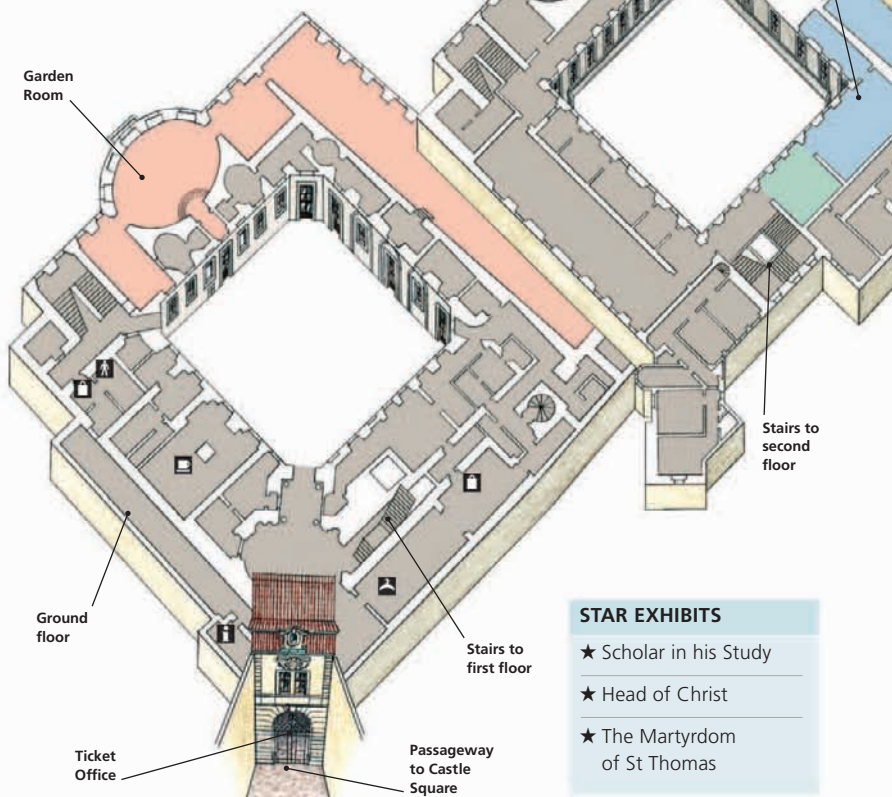 Garden
Room
Stairs to
second
floor
Ground
floor
Stairs to
first floor
Ticket
Office
Passageway
to Castle
Square
STAR EXHIBITS
★ Scholar in his Study
★ Head of Christ
★ The Martyrdom
of St Thomas